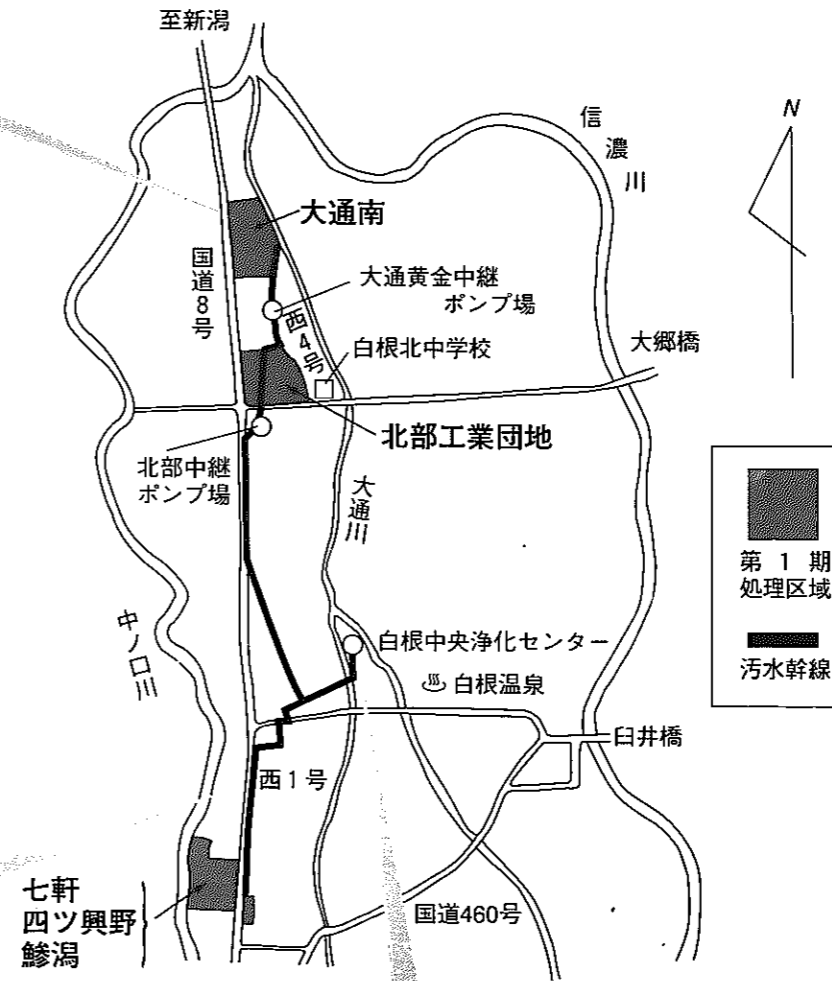 至新潟
信濃川
N
大通南
国道8号
大通黄金中継
ポンプ場
西4号
白根北中学校
大郷橋
北部工業団地
北部中継
ポンプ場
大通川
第1期
処理区域
汚水幹線
中ノ口川
白根中央浄化センター
♨白根温泉
臼井橋
西1号
七軒
四ツ興野
鯵潟
国道460号